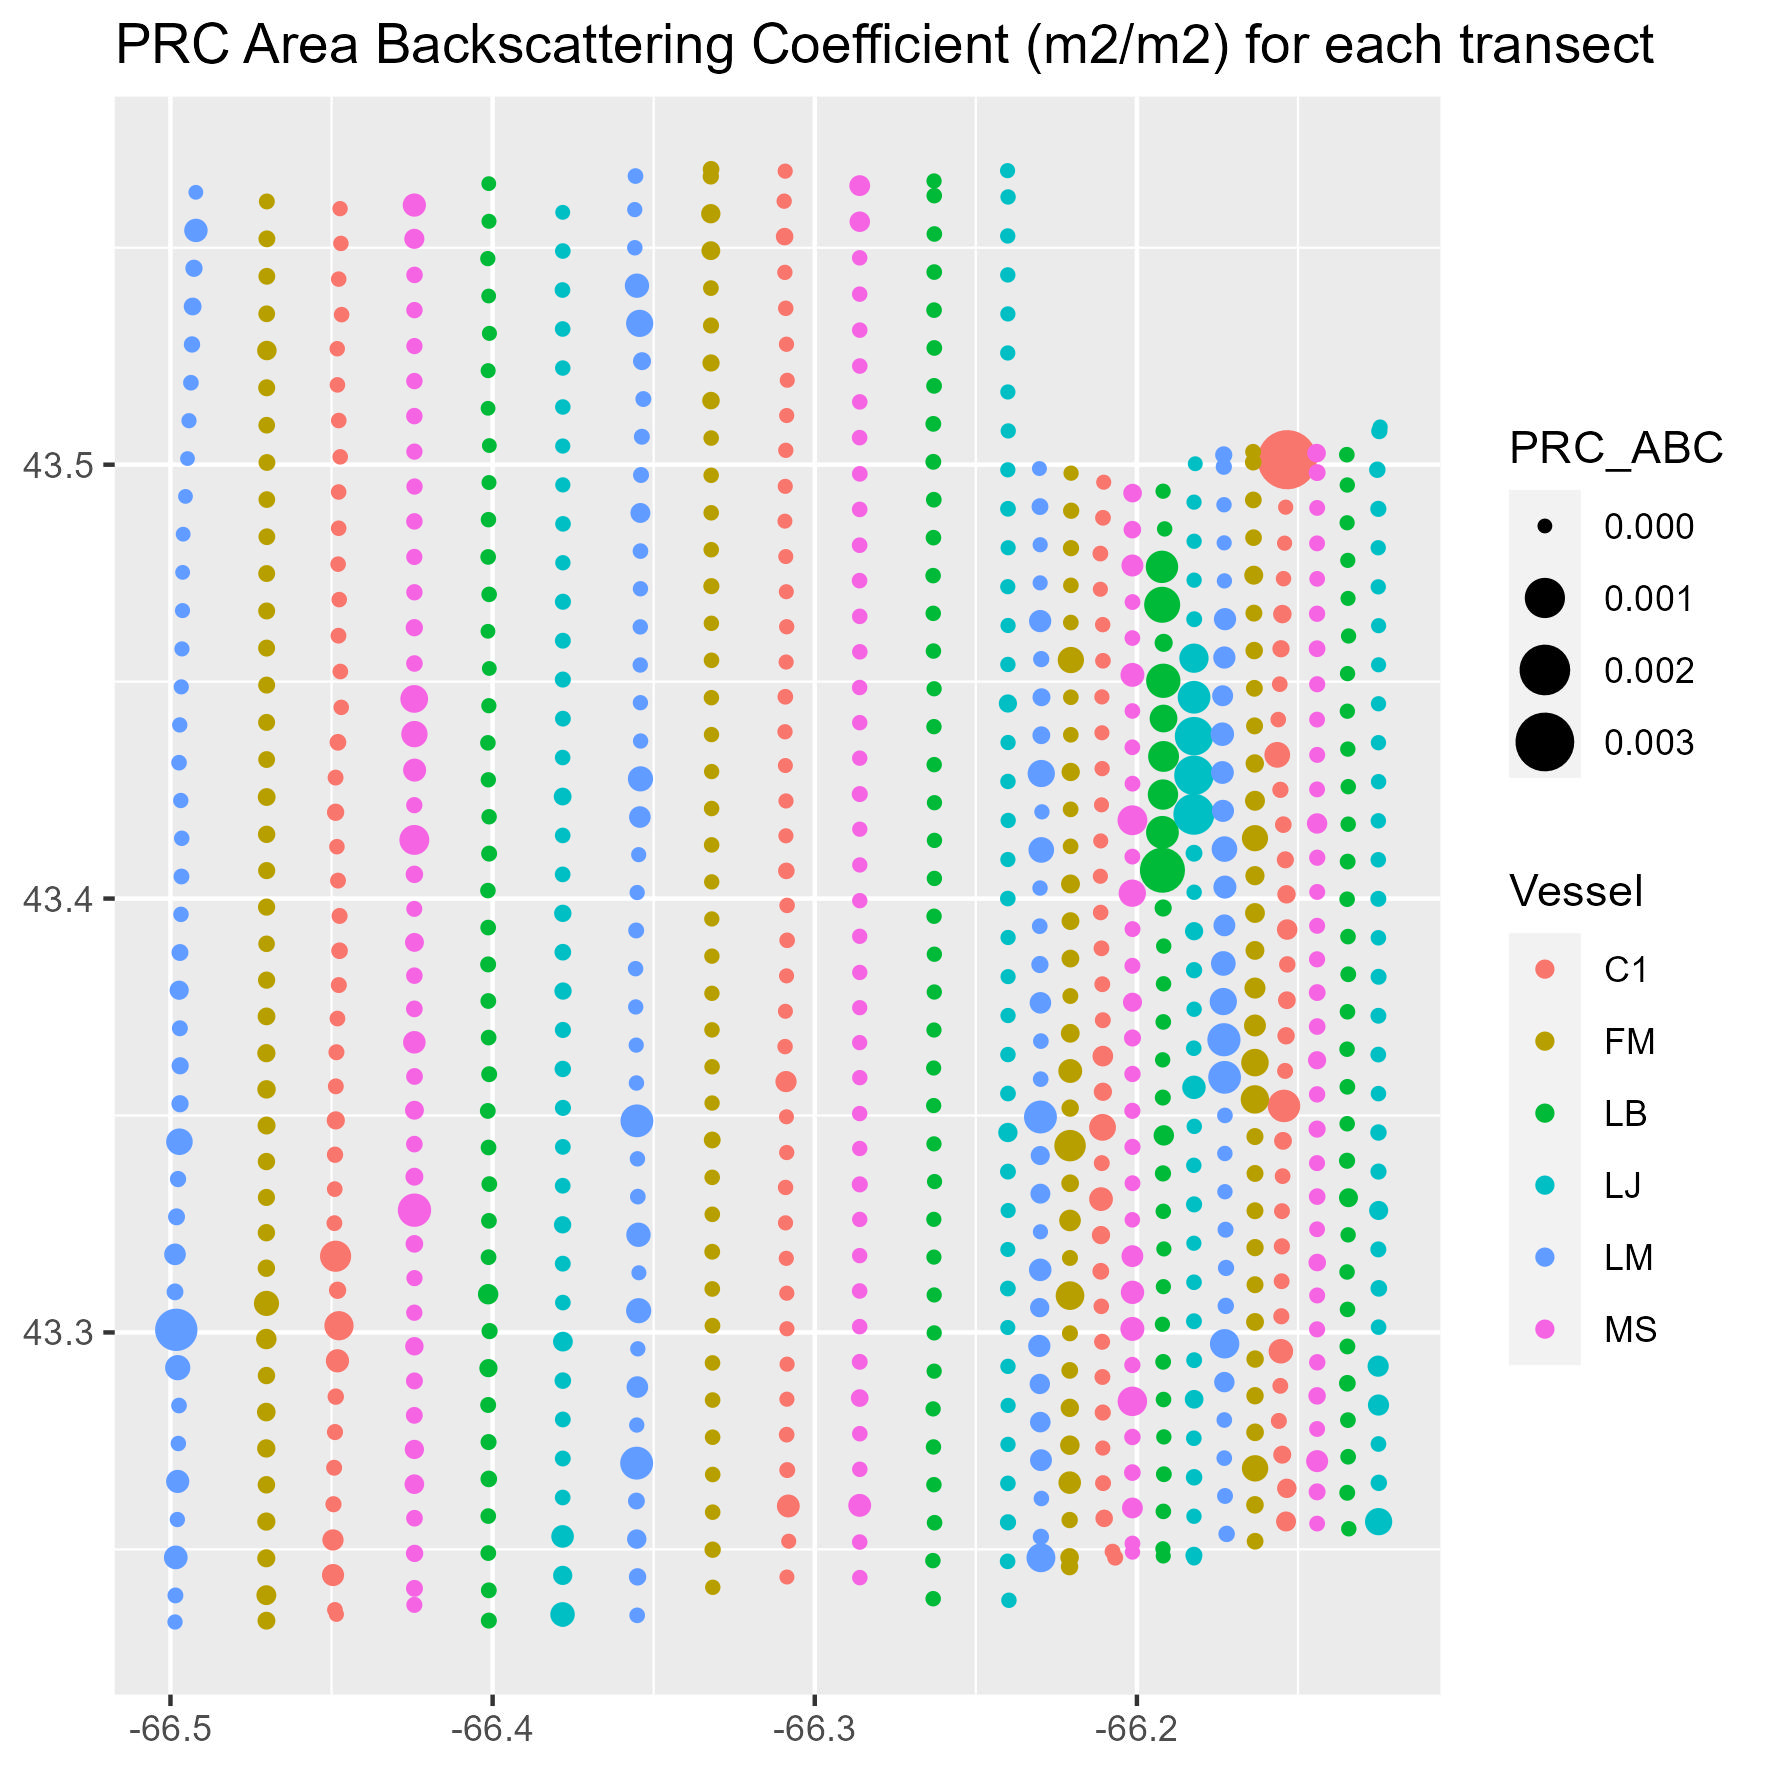 PRC Area Backscattering Coefficient (m2/m2) for each transect
43.5
43.4
43.3
-66.5
-66.4
-66.3
-66.2
PRC_ABC
0.000
0.001
0.002
0.003
Vessel
C1
FM
LB
LJ
LM
MS